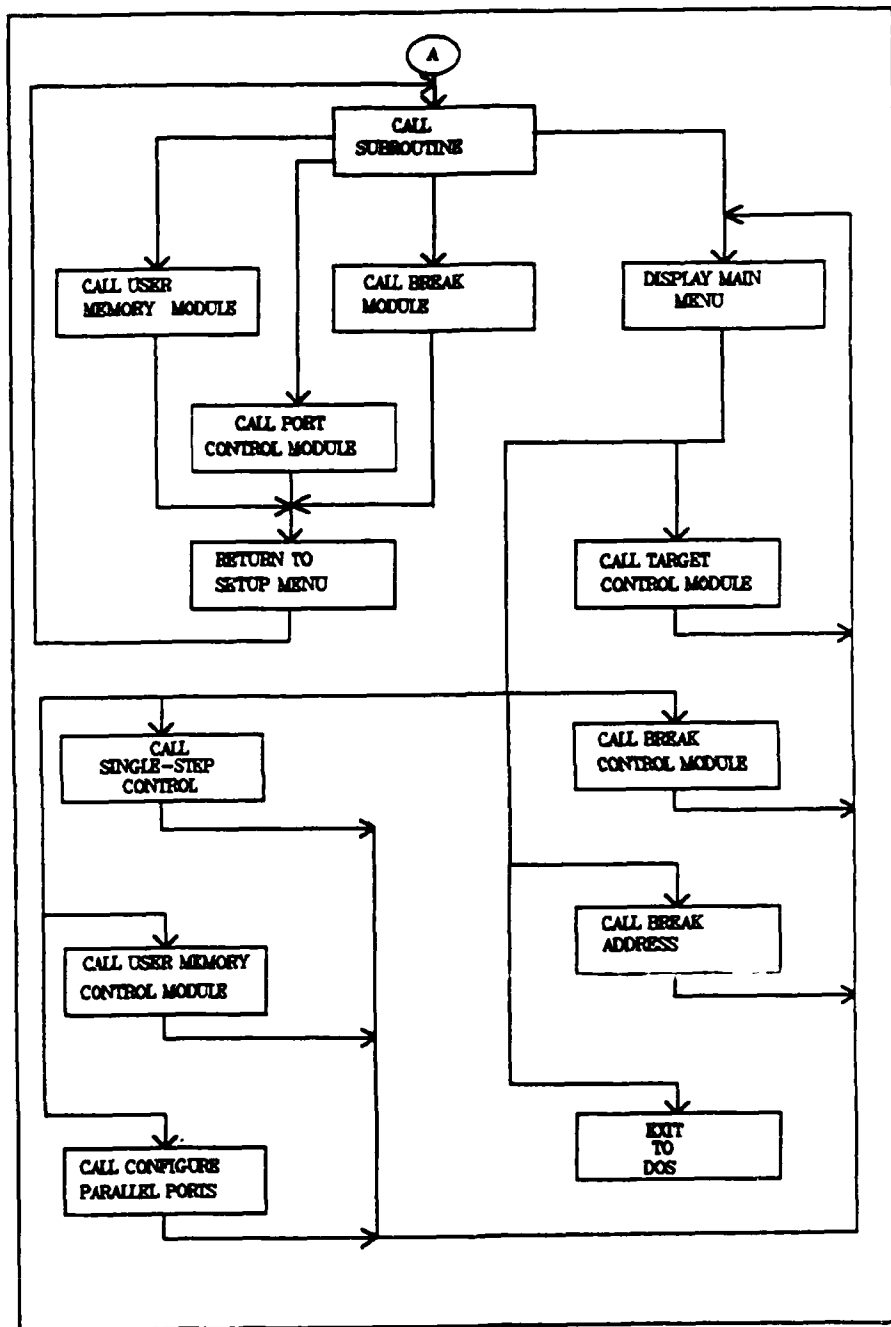 A
CALL
SUBROUTINE
CALL USER
MEMORY MODULE
CALL BREAK
MODULE
DISPLAY MAIN
MENU
CALL PORT
CONTROL MODULE
RETURN TO
SETUP MENU
CALL TARGET
CONTROL MODULE
CALL
SINGLE-STEP
CONTROL
CALL BREAK
CONTROL MODULE
CALL USER MEMORY
CONTROL MODULE
CALL BREAK
ADDRESS
CALL CONFIGURE
PARALLEL PORTS
EXIT
TO
DOS